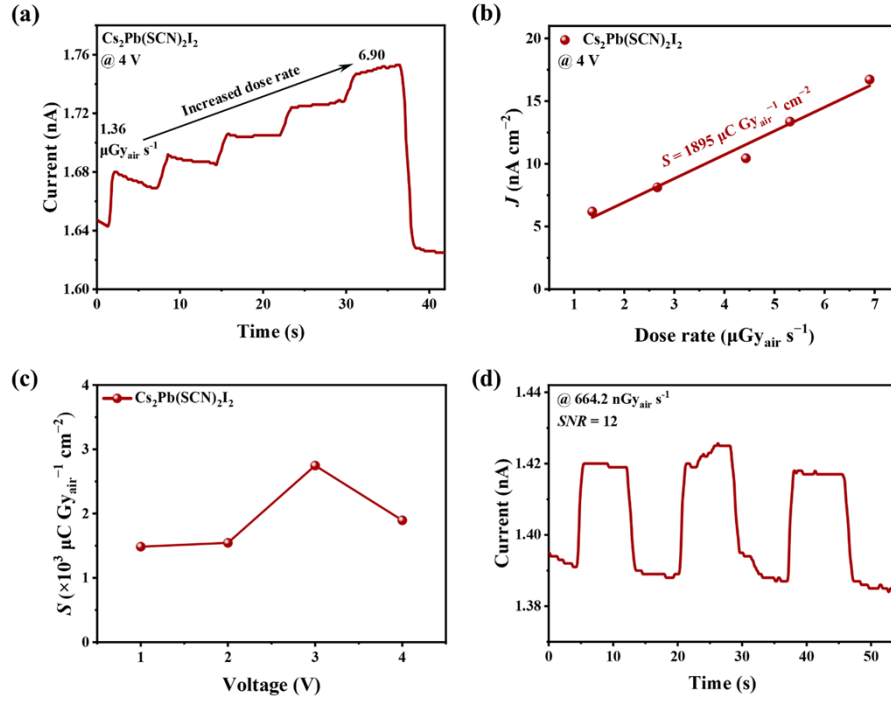 (a)
Cs₂Pb(SCN)₂I₂
@ 4 V
6.90
Increased dose rate
1.36
μGyₐᵢᵣ s⁻¹
1.76
1.72
1.68
1.64
1.60
Current (nA)
0
10
20
30
40
Time (s)
(b)
Cs₂Pb(SCN)₂I₂
@ 4 V
S = 1895 μC Gyₐᵢᵣ⁻¹ cm⁻²
20
15
10
5
0
J (nA cm⁻²)
1
2
3
4
5
6
7
Dose rate (μGyₐᵢᵣ s⁻¹)
(c)
Cs₂Pb(SCN)₂I₂
4
3
2
1
0
S (×10³ μC Gyₐᵢᵣ⁻¹ cm⁻²)
1
2
3
4
Voltage (V)
(d)
@ 664.2 nGyₐᵢᵣ s⁻¹
SNR = 12
1.44
1.42
1.40
1.38
1.36
Current (nA)
0
10
20
30
40
50
Time (s)